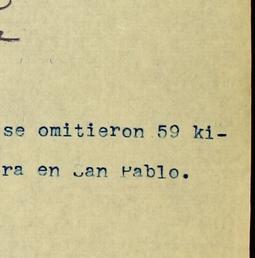 se omitieron 59 ki-
ra en San Pablo.